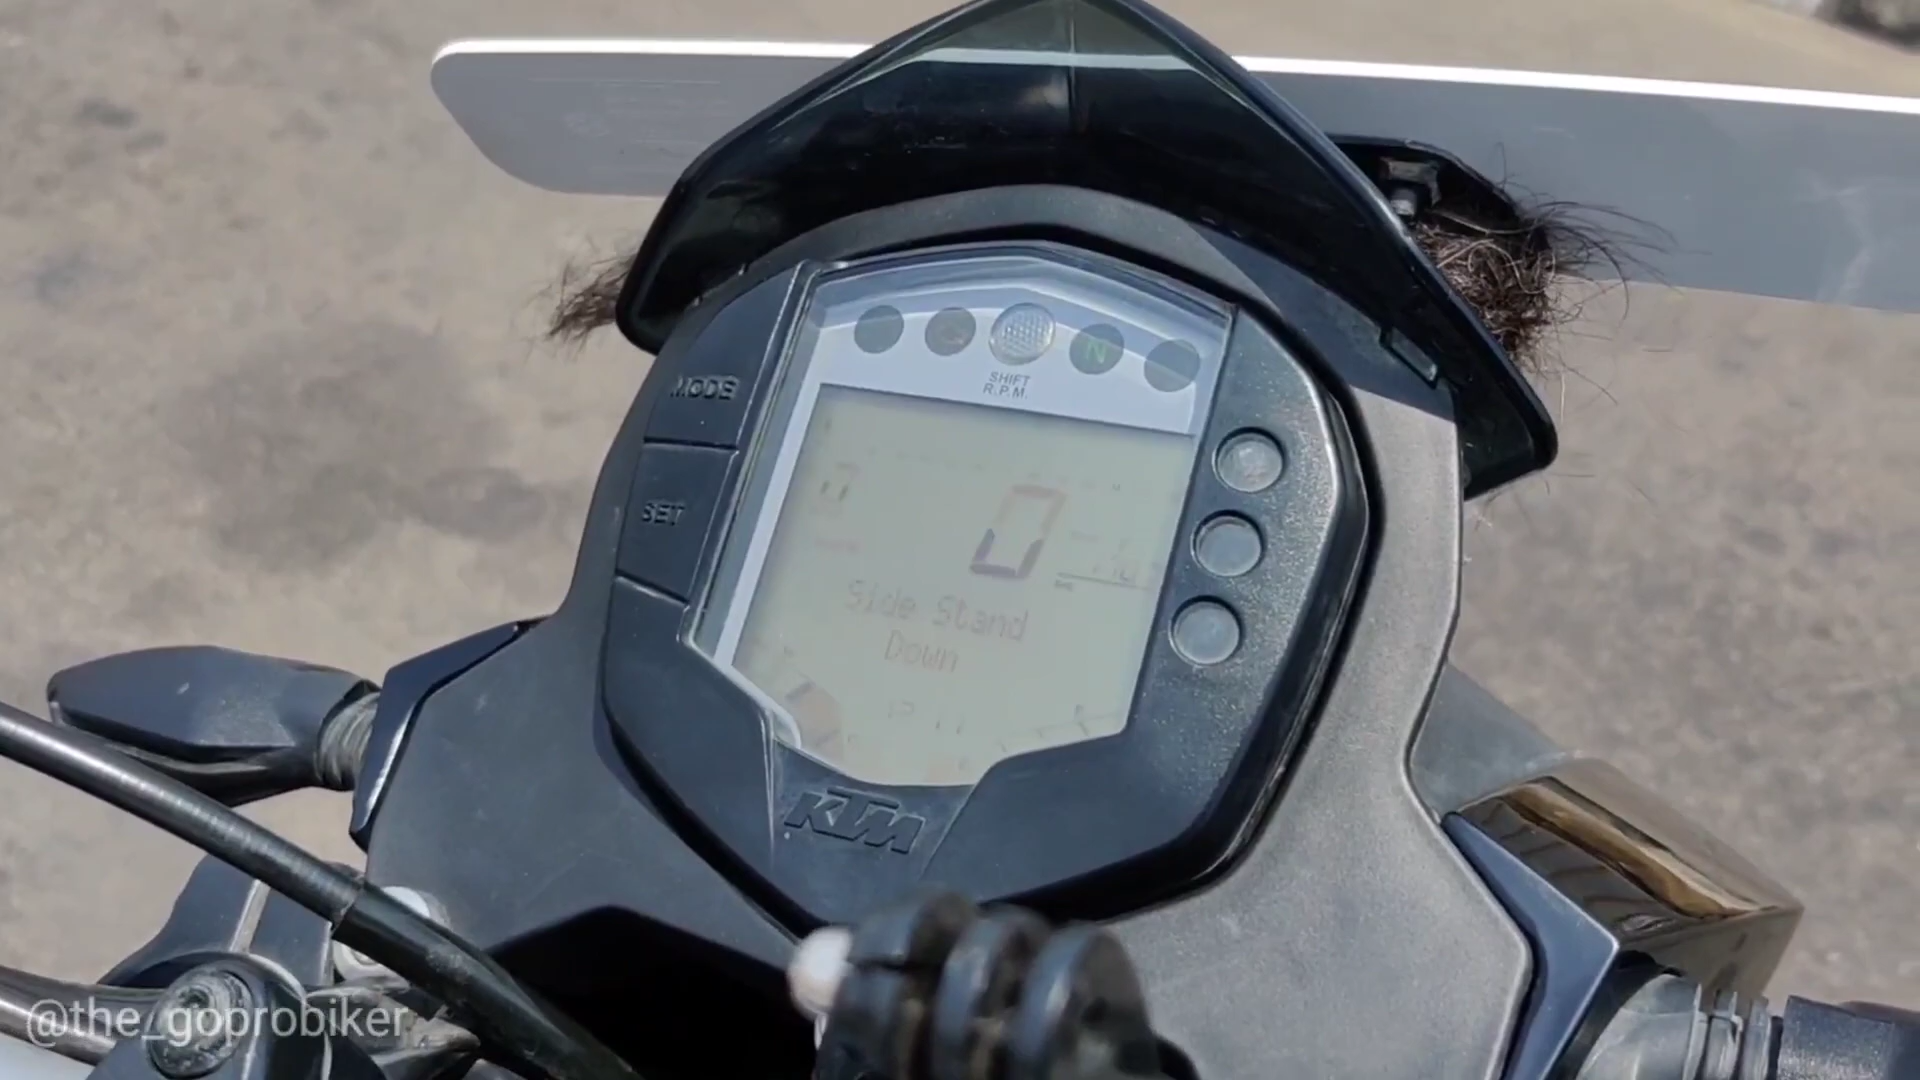 N
SHIFT
R.P.M.
MODE
SET
0
Side Stand
Down
KTM
@the_goprobiker